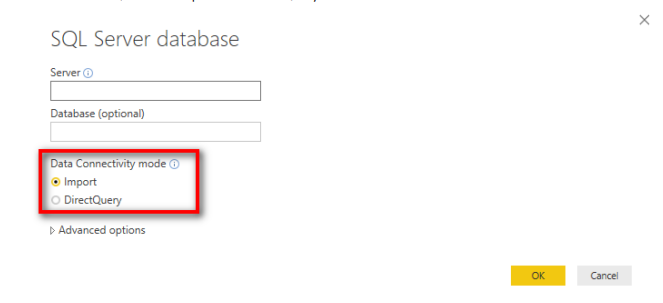 SQL Server database
Server
Database (optional)
Data Connectivity mode
Import
DirectQuery
Advanced options
OK Cancel